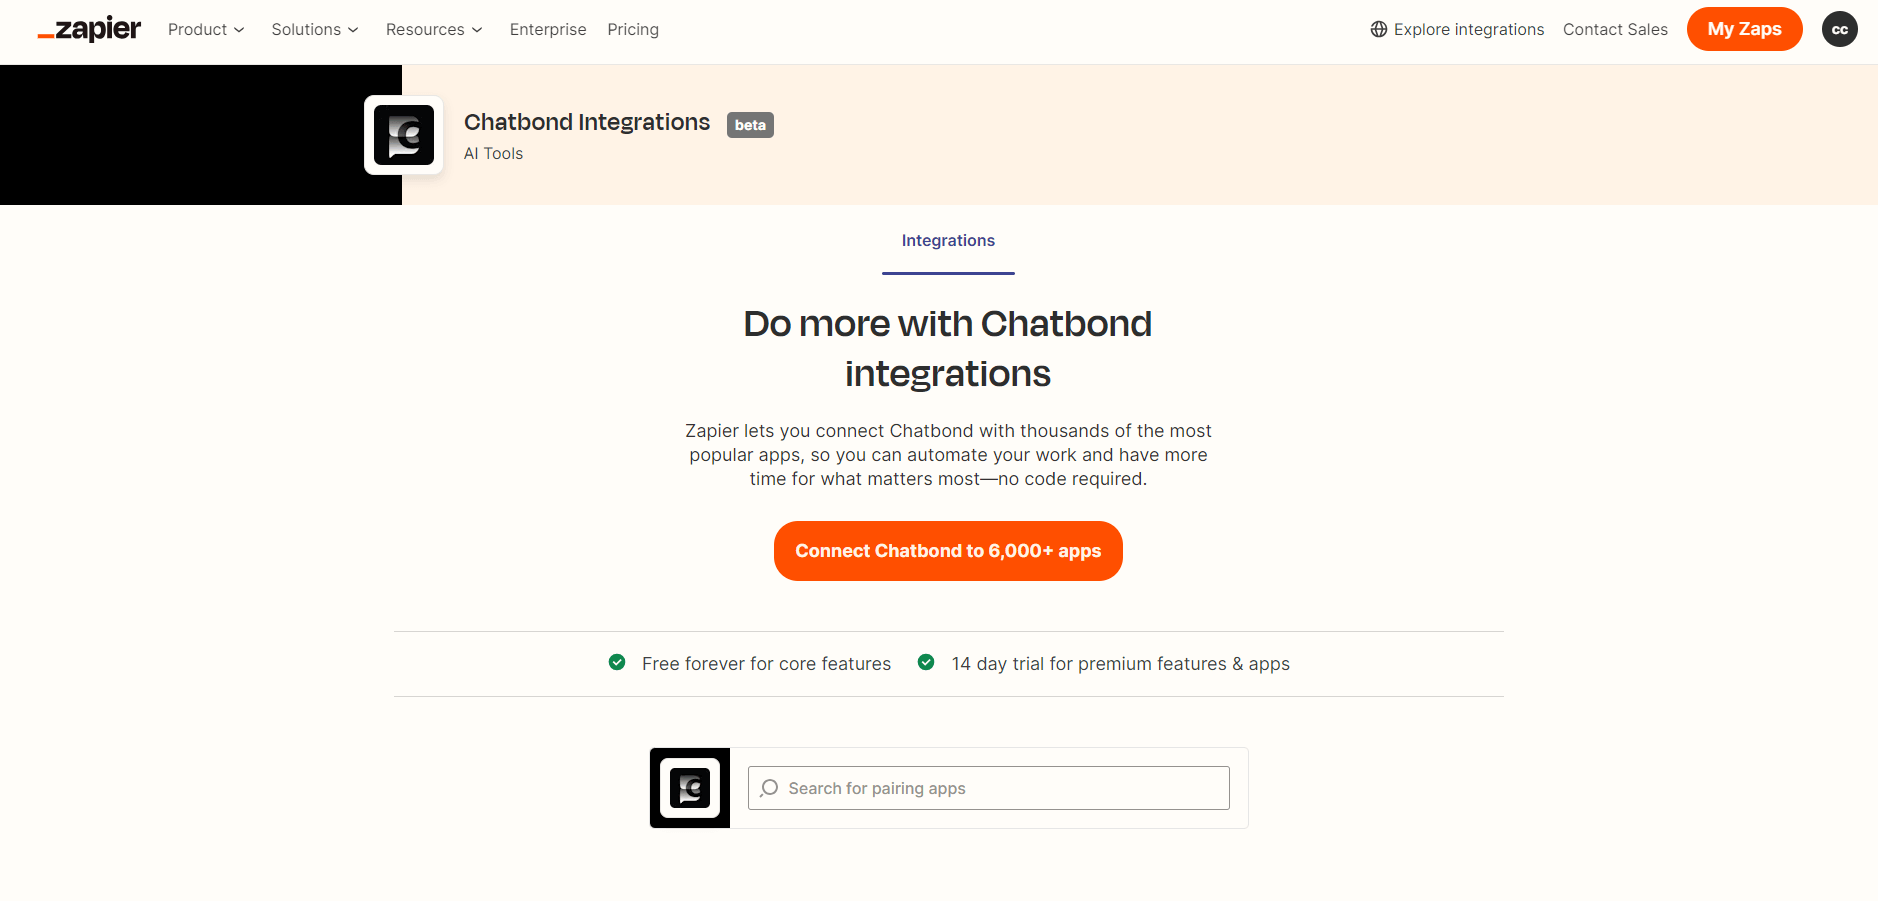 zapier
Product
Solutions
Resources
Enterprise
Pricing
Explore integrations
Contact Sales
My Zaps
cc
Chatbond Integrations
beta
AI Tools
Integrations
Do more with Chatbond
integrations
Zapier lets you connect Chatbond with thousands of the most
popular apps, so you can automate your work and have more
time for what matters most—no code required.
Connect Chatbond to 6,000+ apps
Free forever for core features
14 day trial for premium features & apps
Search for pairing apps